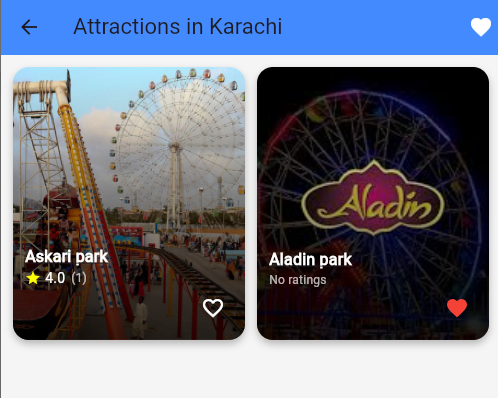 Attractions in Karachi
Askari park
4.0 (1)
Aladin
Aladin park
No ratings